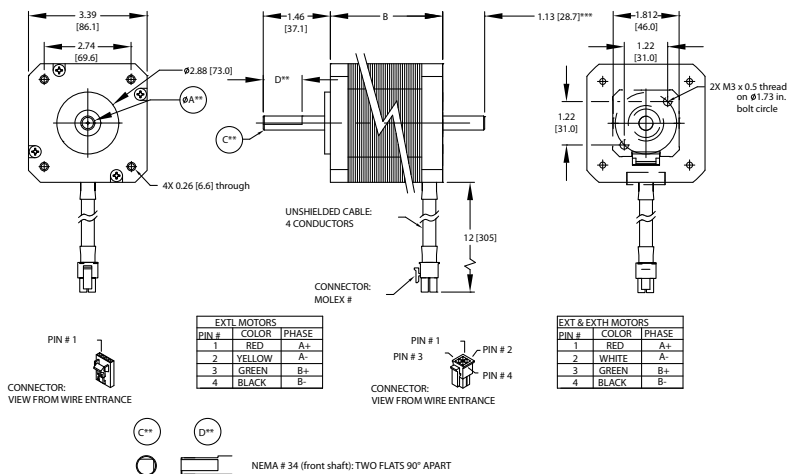 3.39
[86.1]
2.74
[69.6]
ø2.88 [73.0]
øA**
4X 0.26 [6.6] through
1.46
[37.1]
B
1.13 [28.7]***
D**
C**
UNSHIELDED CABLE:
4 CONDUCTORS
12 [305]
CONNECTOR:
MOLEX #
1.812
[46.0]
1.22
[31.0]
1.22
[31.0]
2X M3 x 0.5 thread
on ø1.73 in.
bolt circle
PIN # 1
CONNECTOR:
VIEW FROM WIRE ENTRANCE
EXTL MOTORS
PIN # COLOR PHASE
1 RED A+
2 YELLOW A-
3 GREEN B+
4 BLACK B-
PIN # 1
PIN # 2
PIN # 3
PIN # 4
CONNECTOR:
VIEW FROM WIRE ENTRANCE
EXT & EXTH MOTORS
PIN # COLOR PHASE
1 RED A+
2 WHITE A-
3 GREEN B+
4 BLACK B-
C** D**
NEMA # 34 (front shaft): TWO FLATS 90° APART